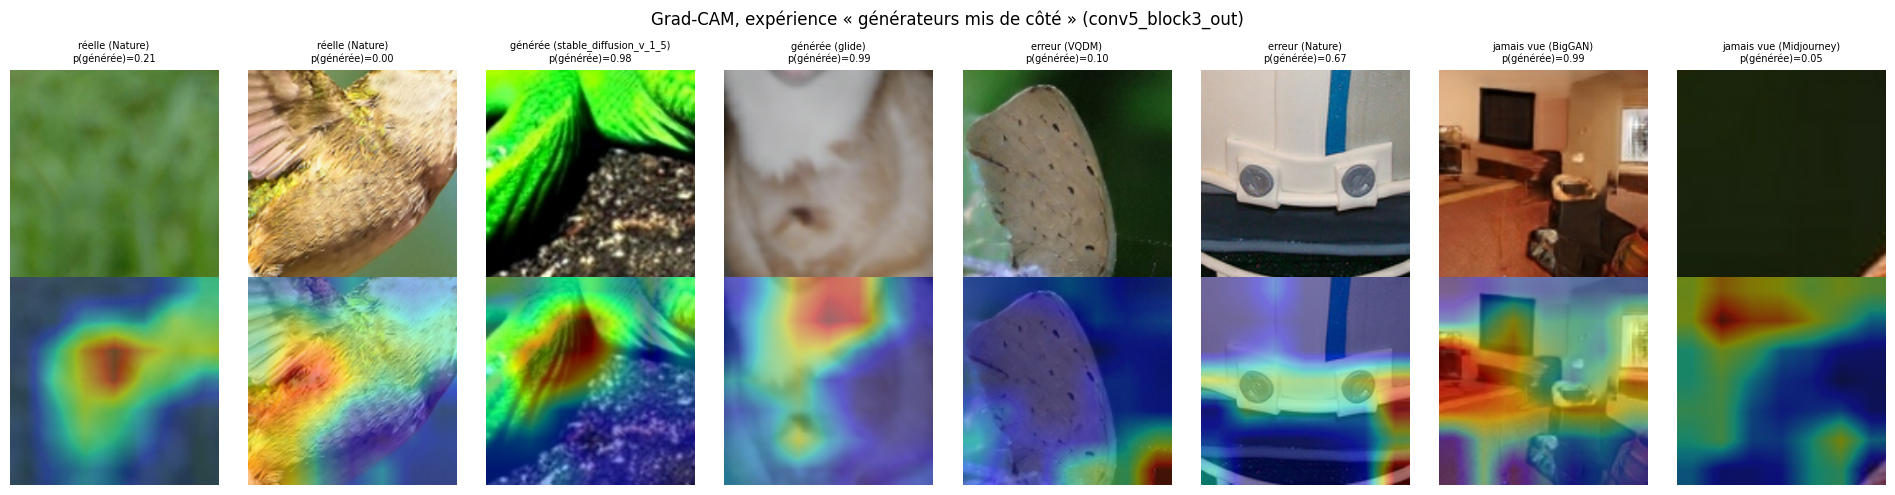 Grad-CAM, expérience « générateurs mis de côté » (conv5_block3_out)
réelle (Nature)
p(générée)=0.21
réelle (Nature)
p(générée)=0.00
générée (stable_diffusion_v_1_5)
p(générée)=0.98
générée (glide)
p(générée)=0.99
erreur (VQDM)
p(générée)=0.10
erreur (Nature)
p(générée)=0.67
jamais vue (BigGAN)
p(générée)=0.99
jamais vue (Midjourney)
p(générée)=0.05